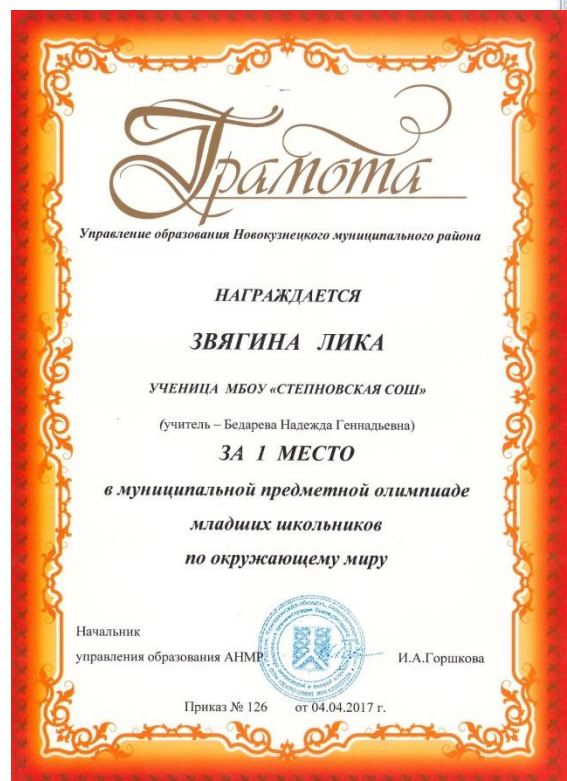 Грамота
Управление образования Новокузнецкого муниципального района
НАГРАЖДАЕТСЯ
ЗВЯГИНА ЛИКА
УЧЕНИЦА МБОУ «СТЕПНОВСКАЯ СОШ»
(учитель – Бедарева Надежда Геннадьевна)
ЗА 1 МЕСТО
в муниципальной предметной олимпиаде
младших школьников
по окружающему миру
Начальник
управления образования АНМР И.А.Горшкова
Приказ № 126 от 04.04.2017 г.